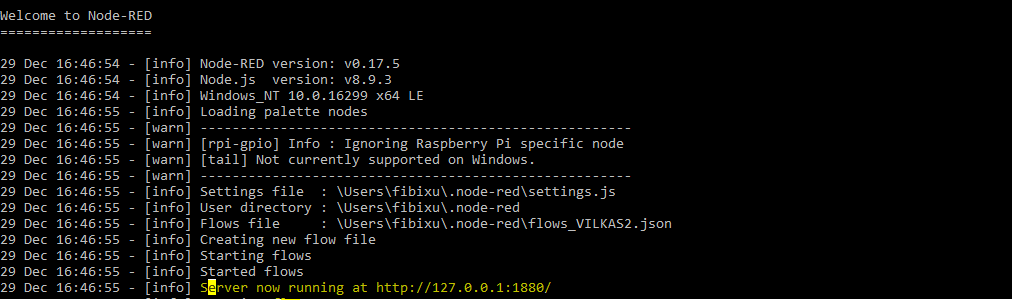 Welcome to Node-RED
===================
29 Dec 16:46:54 - [info] Node-RED version: v0.17.5
29 Dec 16:46:54 - [info] Node.js  version: v8.9.3
29 Dec 16:46:54 - [info] Windows_NT 10.0.16299 x64 LE
29 Dec 16:46:55 - [info] Loading palette nodes
29 Dec 16:46:55 - [warn] ------------------------------------------------------
29 Dec 16:46:55 - [warn] [rpi-gpio] Info : Ignoring Raspberry Pi specific node
29 Dec 16:46:55 - [warn] [tail] Not currently supported on Windows.
29 Dec 16:46:55 - [warn] ------------------------------------------------------
29 Dec 16:46:55 - [info] Settings file  : \Users\fibixu\.node-red\settings.js
29 Dec 16:46:55 - [info] User directory : \Users\fibixu\.node-red
29 Dec 16:46:55 - [info] Flows file     : \Users\fibixu\.node-red\flows_VILKAS2.json
29 Dec 16:46:55 - [info] Creating new flow file
29 Dec 16:46:55 - [info] Starting flows
29 Dec 16:46:55 - [info] Started flows
29 Dec 16:46:55 - [info] Server now running at http://127.0.0.1:1880/